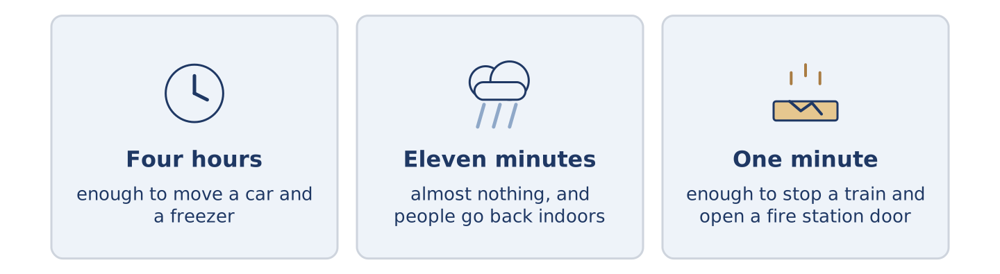 Four hours
enough to move a car and
a freezer
Eleven minutes
almost nothing, and
people go back indoors
One minute
enough to stop a train and
open a fire station door